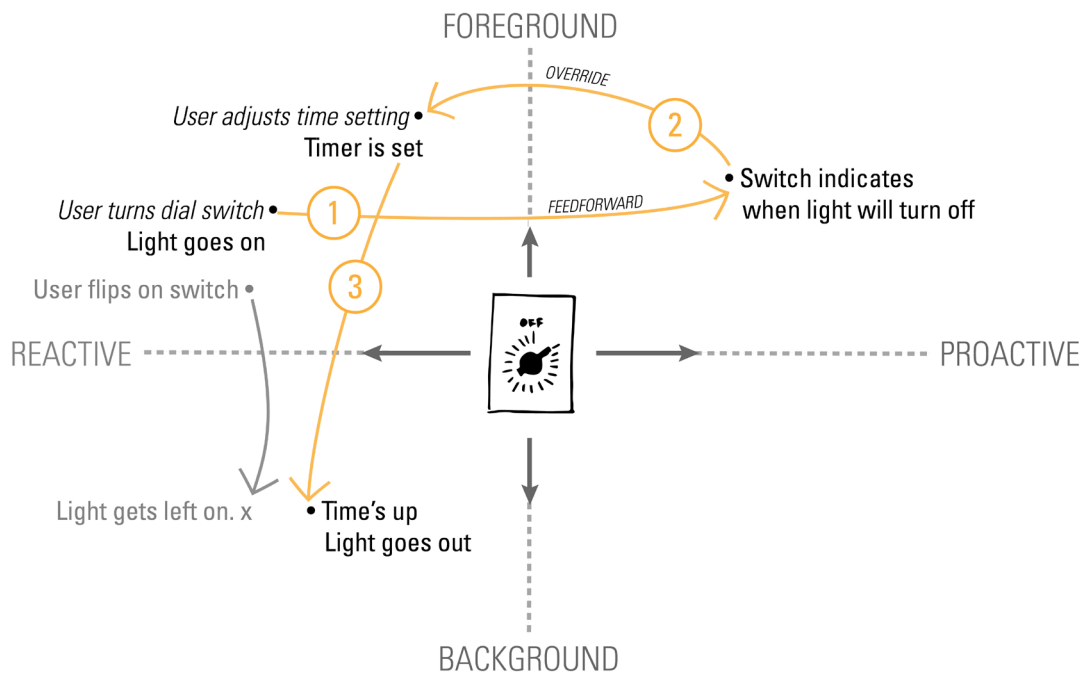 FOREGROUND
OVERRIDE
User adjusts time setting •
Timer is set
2
• Switch indicates
when light will turn off
User turns dial switch •
Light goes on
1
FEEDFORWARD
User flips on switch •
3
OFF
REACTIVE
PROACTIVE
Light gets left on. x
• Time's up
Light goes out
BACKGROUND